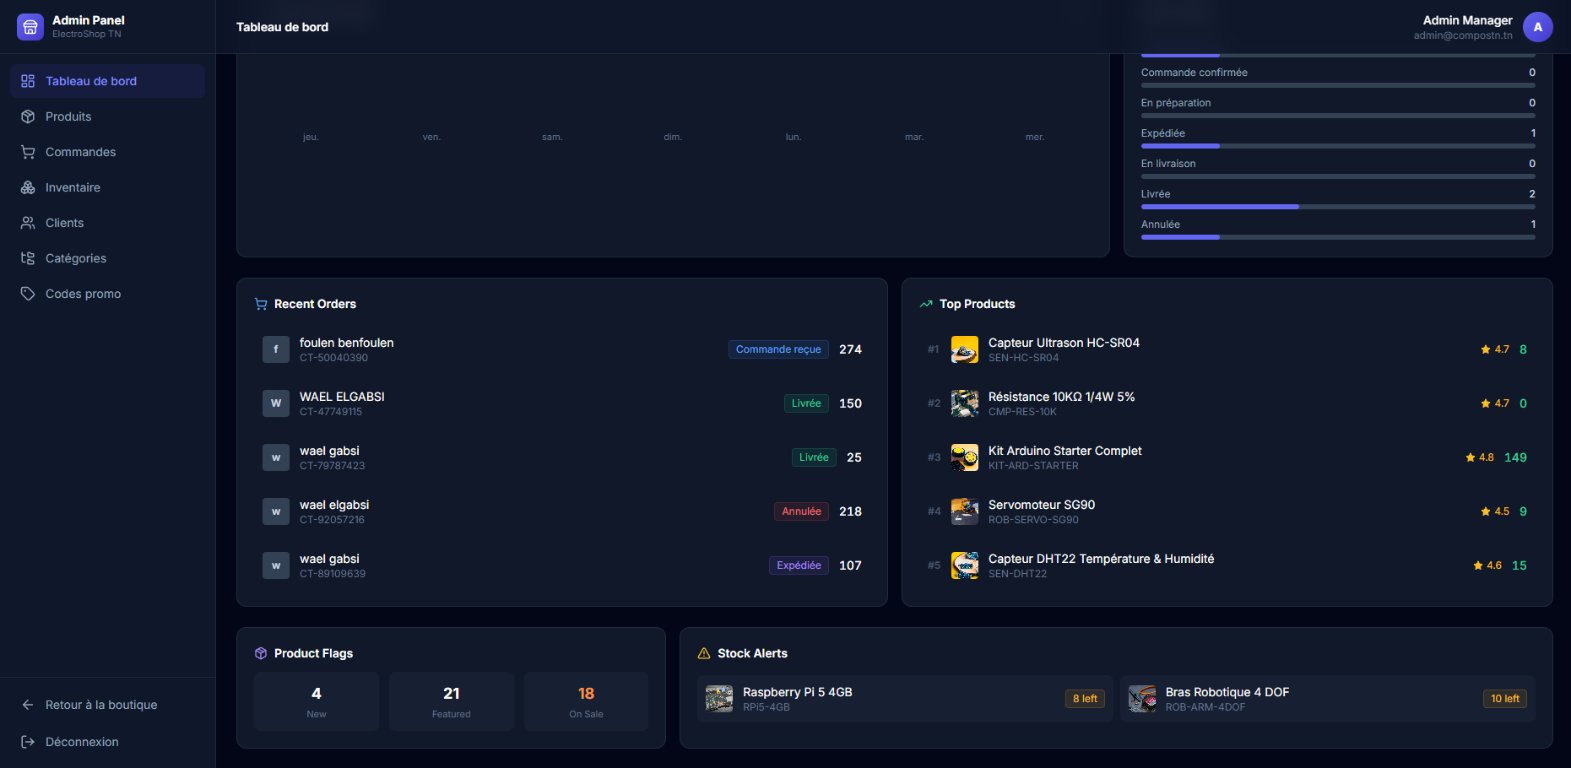 Admin Panel
ElectroShop TN
Tableau de bord
Produits
Commandes
Inventaire
Clients
Catégories
Codes promo
Retour à la boutique
Déconnexion
Tableau de bord
Admin Manager
admin@compostn.tn
A
jeu. ven. sam. dim. lun. mar. mer.
Commande confirmée 0
En préparation 0
Expédiée 1
En livraison 0
Livrée 2
Annulée 1
Recent Orders
f foulen benfoulen Commande reçue 274
CT-50040390
W WAEL ELGABSI Livrée 150
CT-47749115
w wael gabsi Livrée 25
CT-79787423
w wael elgabsi Annulée 218
CT-92057216
w wael gabsi Expédiée 107
CT-89109639
Top Products
#1 Capteur Ultrason HC-SR04 4.7 8
SEN-HC-SR04
#2 Résistance 10KΩ 1/4W 5% 4.7 0
CMP-RES-10K
#3 Kit Arduino Starter Complet 4.8 149
KIT-ARD-STARTER
#4 Servomoteur SG90 4.5 9
ROB-SERVO-SG90
#5 Capteur DHT22 Température & Humidité 4.6 15
SEN-DHT22
Product Flags
4 21 18
New Featured On Sale
Stock Alerts
Raspberry Pi 5 4GB 8 left
RPI5-4GB
Bras Robotique 4 DOF 10 left
ROB-ARM-4DOF